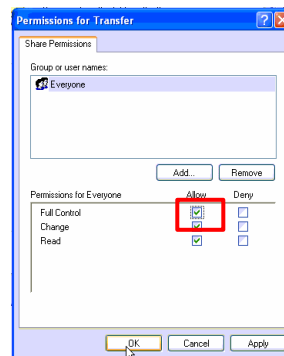 Permissions for Transfer
Share Permissions
Group or user names:
Everyone
Add... Remove
Permissions for Everyone Allow Deny
Full Control
Change
Read
OK Cancel Apply